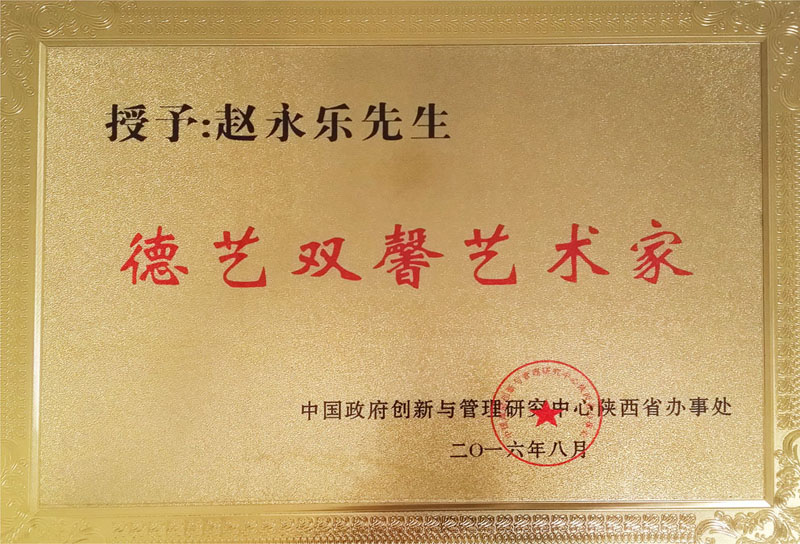 授予:赵永乐先生
德艺双馨艺术家
中国政府创新与管理研究中心陕西省办事处
二〇一六年八月